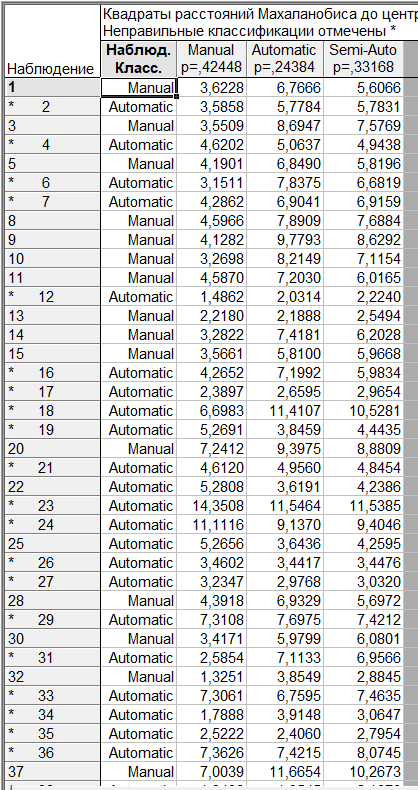 Квадраты расстояний Махаланобиса до центр
Неправильные классификации отмечены *
Наблюдение Наблюд. Класс. Manual p=,42448 Automatic p=,24384 Semi-Auto p=,33168
1 Manual 3,6228 6,7666 5,6066
* 2 Automatic 3,5858 5,7784 5,7831
3 Manual 3,5509 8,6947 7,5769
* 4 Automatic 4,6202 5,0637 4,9438
5 Manual 4,1901 6,8490 5,8196
* 6 Automatic 3,1511 7,8375 6,6819
* 7 Automatic 4,2862 6,9041 6,9159
8 Manual 4,5966 7,8909 7,6884
9 Manual 4,1282 9,7793 8,6292
10 Manual 3,2698 8,2149 7,1154
11 Manual 4,5870 7,2030 6,0165
* 12 Automatic 1,4862 2,0314 2,2240
13 Manual 2,2180 2,1888 2,5494
14 Manual 3,2822 7,4181 6,2028
15 Manual 3,5661 5,8100 5,9668
* 16 Automatic 4,2652 7,1992 5,9834
* 17 Automatic 2,3897 2,6595 2,9654
* 18 Automatic 6,6983 11,4107 10,5281
* 19 Automatic 5,2691 3,8459 4,4435
20 Manual 7,2412 9,3975 8,8809
* 21 Automatic 4,6120 4,9560 4,8454
22 Automatic 5,2808 3,6191 4,2386
* 23 Automatic 14,3508 11,5464 11,5385
* 24 Automatic 11,1116 9,1370 9,4046
25 Automatic 5,2656 3,6436 4,2595
* 26 Automatic 3,4602 3,4417 3,4476
* 27 Automatic 3,2347 2,9768 3,0320
28 Manual 4,3918 6,9329 5,6972
* 29 Automatic 7,3108 7,6975 7,4212
30 Manual 3,4171 5,9799 6,0801
* 31 Automatic 2,5854 7,1133 6,9566
32 Manual 1,3251 3,8549 2,8845
* 33 Automatic 7,3061 6,7595 7,4635
* 34 Automatic 1,7888 3,9148 3,0647
* 35 Automatic 2,5222 2,4060 2,7954
* 36 Automatic 7,3626 7,4215 8,0745
37 Manual 7,0039 11,6654 10,2673